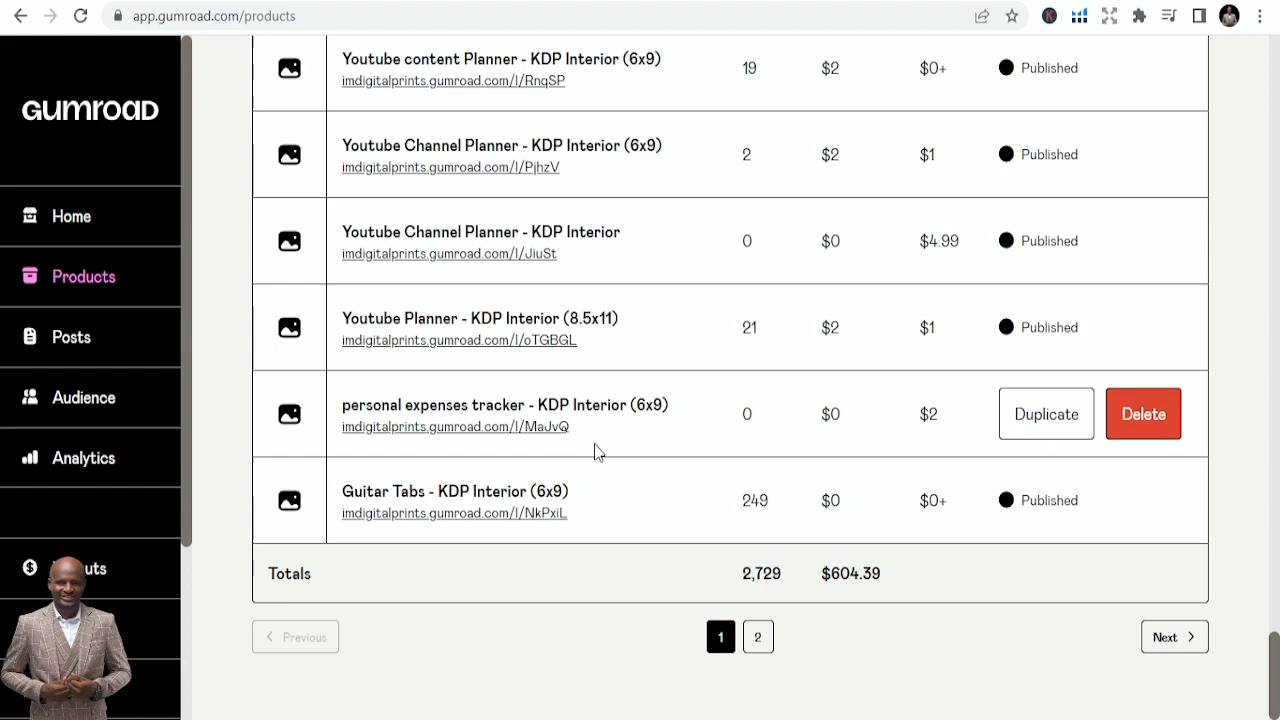 app.gumroad.com/products
GUMROAD
Home
Products
Posts
Audience
Analytics
uts
Youtube content Planner - KDP Interior (6x9)
imdigitalprints.gumroad.com/l/RnqSP
19
$2
$0+
Published
Youtube Channel Planner - KDP Interior (6x9)
imdigitalprints.gumroad.com/l/PjhzV
2
$2
$1
Published
Youtube Channel Planner - KDP Interior
imdigitalprints.gumroad.com/l/JiuSt
0
$0
$4.99
Published
Youtube Planner - KDP Interior (8.5x11)
imdigitalprints.gumroad.com/l/oTGBGL
21
$2
$1
Published
personal expenses tracker - KDP Interior (6x9)
imdigitalprints.gumroad.com/l/MaJvQ
0
$0
$2
Duplicate
Delete
Guitar Tabs - KDP Interior (6x9)
imdigitalprints.gumroad.com/l/NkPxiL
249
$0
$0+
Published
Totals
2,729
$604.39
Previous
1
2
Next